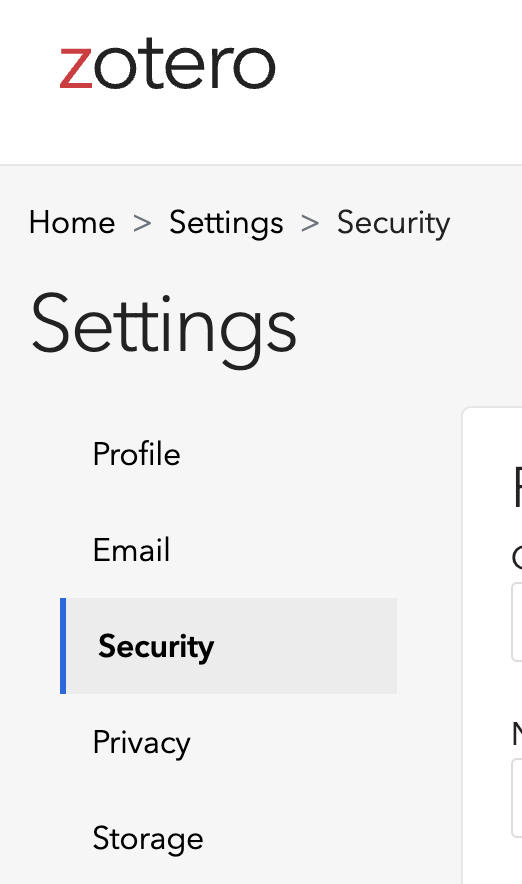 zotero
Home > Settings > Security
Settings
Profile
Email
Security
Privacy
Storage